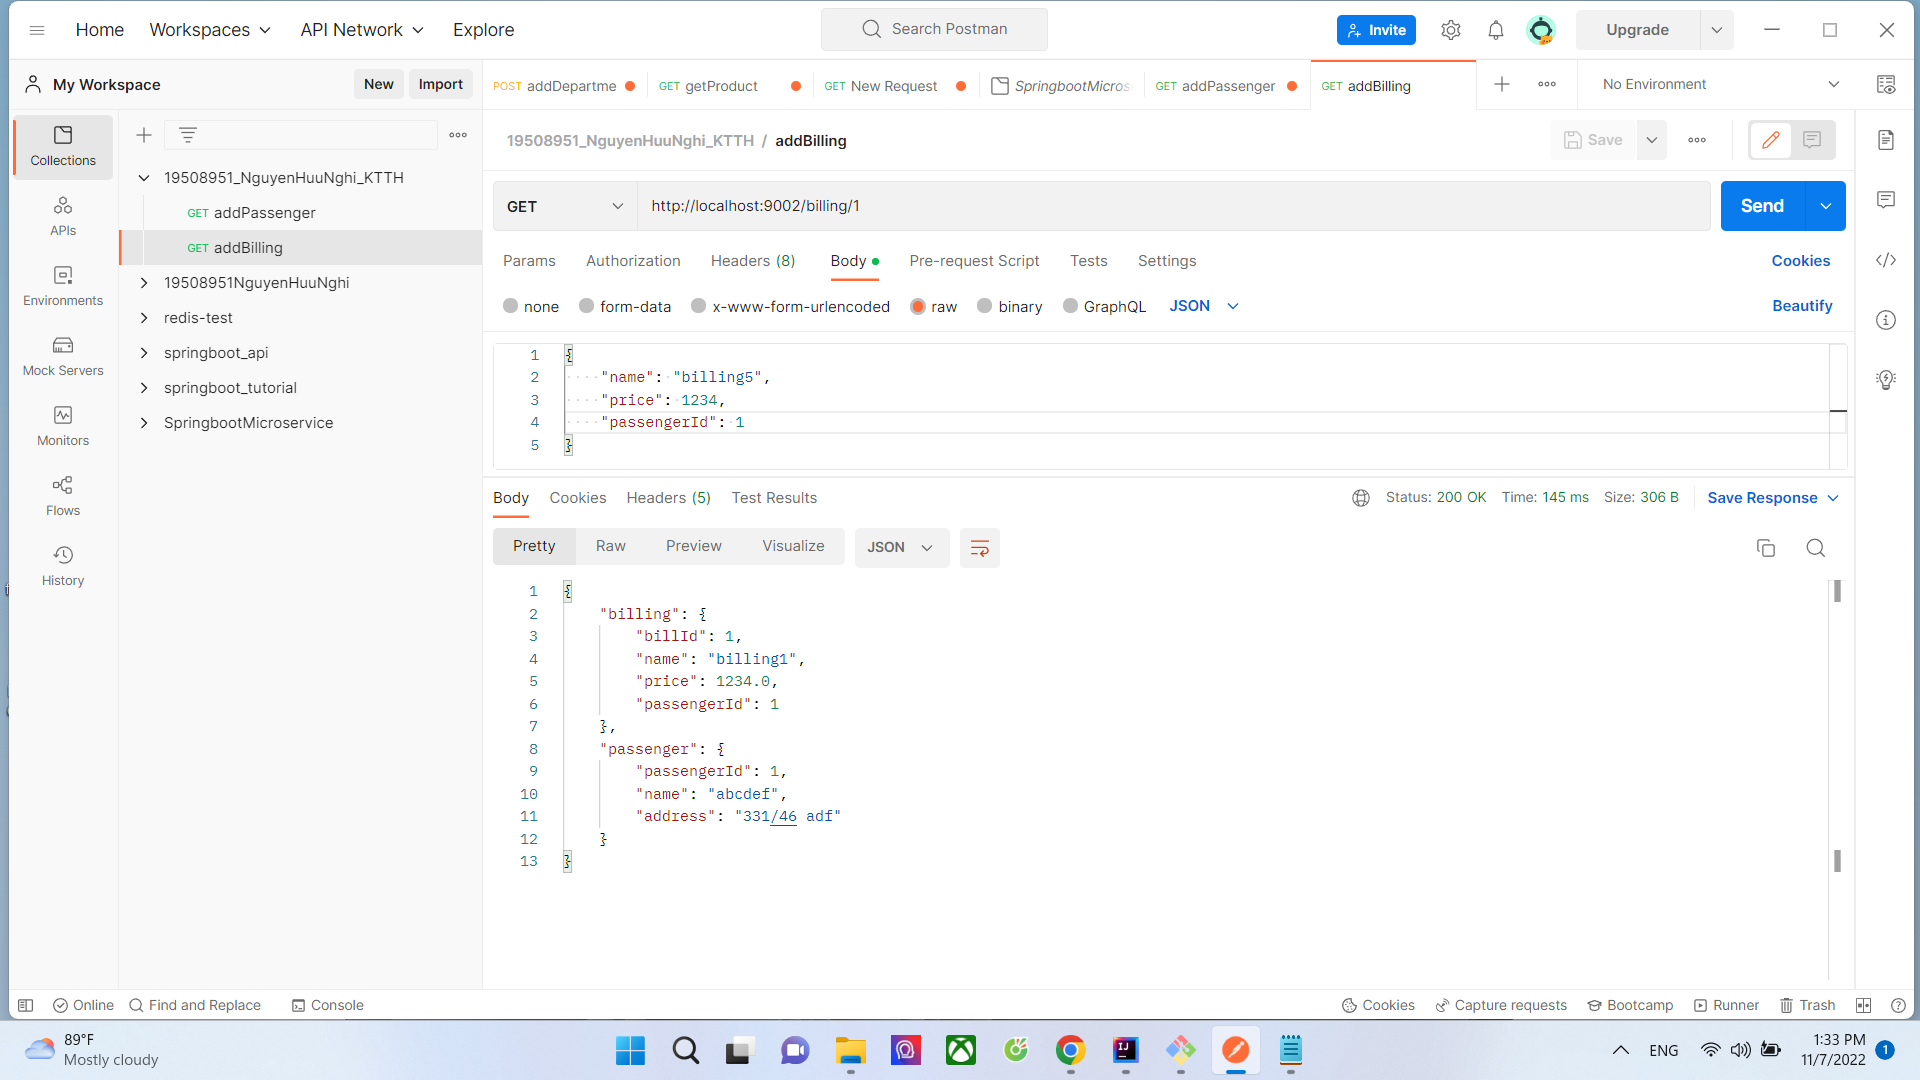 Home Workspaces API Network Explore Search Postman Invite Upgrade
My Workspace New Import
POST addDepartme GET getProduct GET New Request SpringbootMicros GET addPassenger GET addBilling No Environment
Collections
APIs
Environments
Mock Servers
Monitors
Flows
History
19508951_NguyenHuuNghi_KTTH
GET addPassenger
GET addBilling
19508951NguyenHuuNghi
redis-test
springboot_api
springboot_tutorial
SpringbootMicroservice
19508951_NguyenHuuNghi_KTTH / addBilling Save
GET http://localhost:9002/billing/1 Send
Params Authorization Headers (8) Body Pre-request Script Tests Settings Cookies
none form-data x-www-form-urlencoded raw binary GraphQL JSON Beautify
1 {
2 "name": "billing5",
3 "price": 1234,
4 "passengerId": 1
5 }
Body Cookies Headers (5) Test Results Status: 200 OK Time: 145 ms Size: 306 B Save Response
Pretty Raw Preview Visualize JSON
1 {
2 "billing": {
3 "billId": 1,
4 "name": "billing1",
5 "price": 1234.0,
6 "passengerId": 1
7 },
8 "passenger": {
9 "passengerId": 1,
10 "name": "abcdef",
11 "address": "331/46 adf"
12 }
13 }
Online Find and Replace Console Cookies Capture requests Bootcamp Runner Trash
89°F
Mostly cloudy
IJ
ENG
1:33 PM
11/7/2022
1